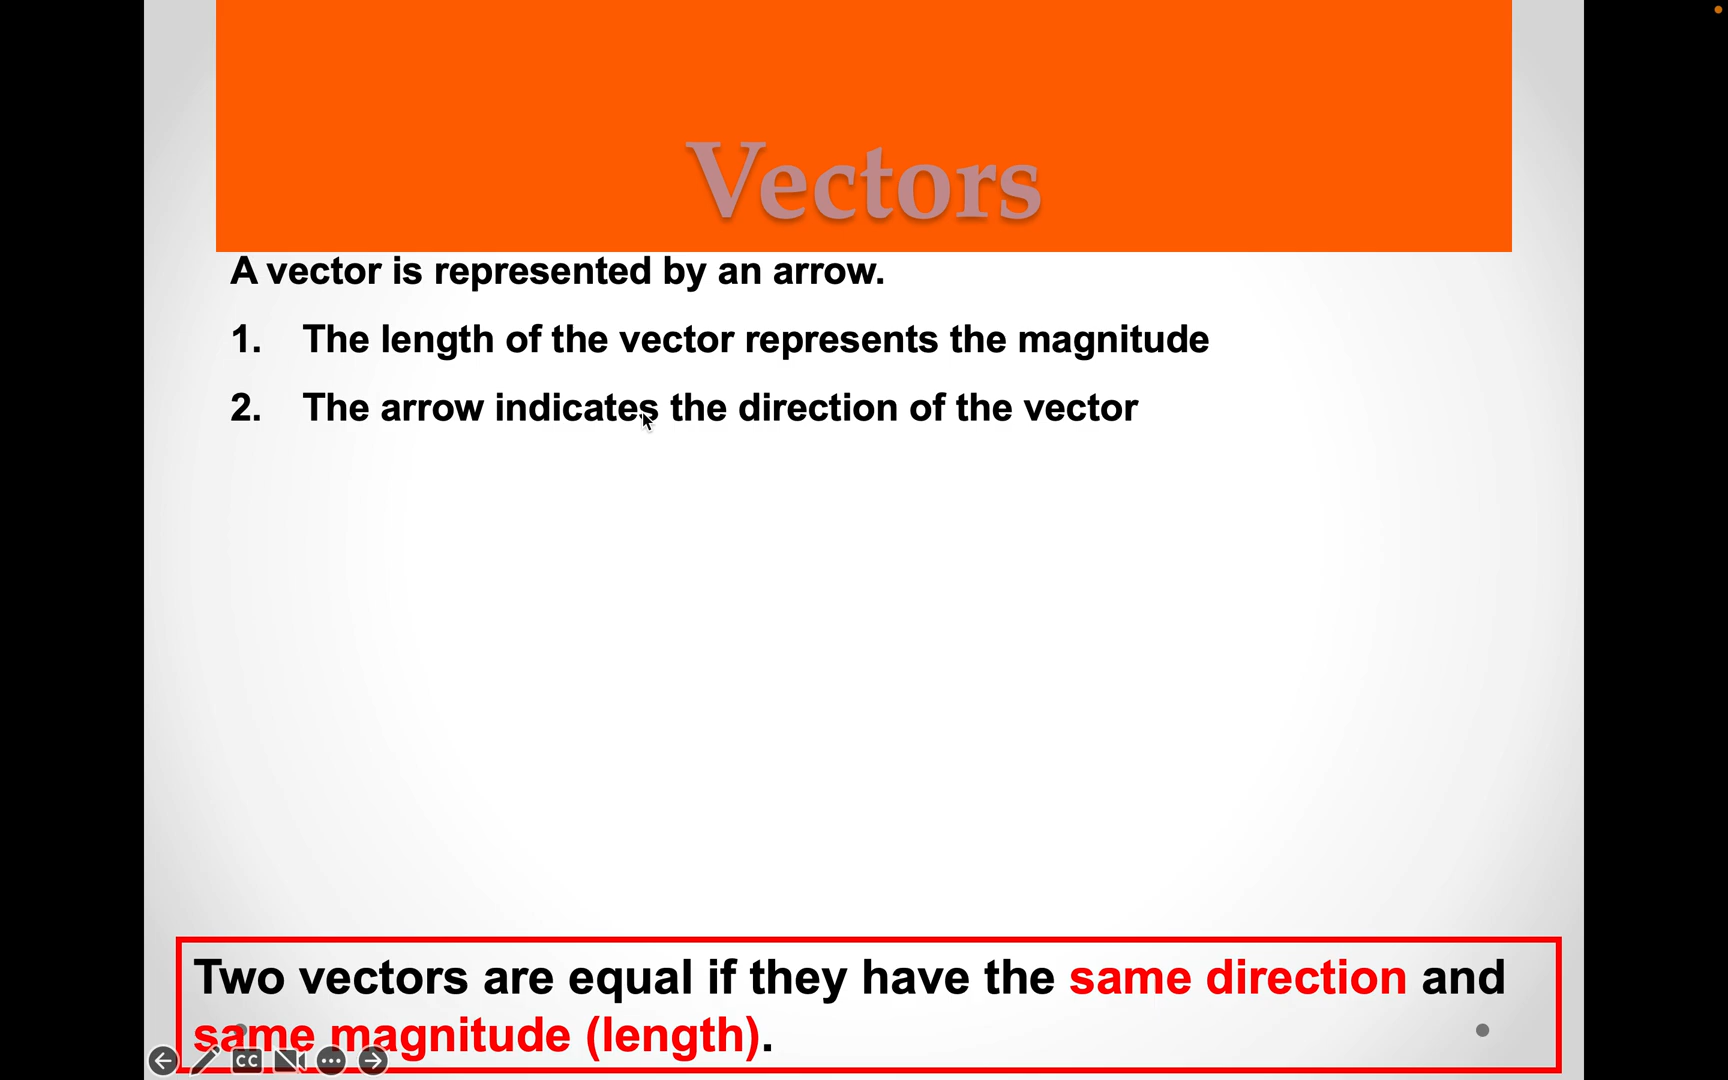 Vectors
A vector is represented by an arrow.
1. The length of the vector represents the magnitude
2. The arrow indicates the direction of the vector
Two vectors are equal if they have the same direction and
same magnitude (length).
CC